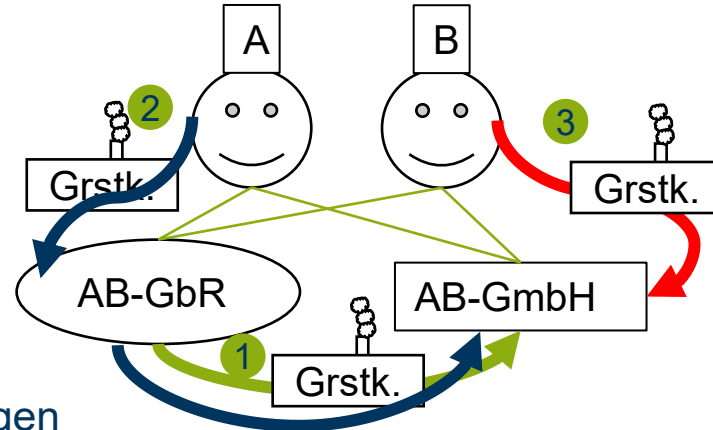 A
B
2
3
Grstk.
Grstk.
AB-GbR
AB-GmbH
1
Grstk.
gen